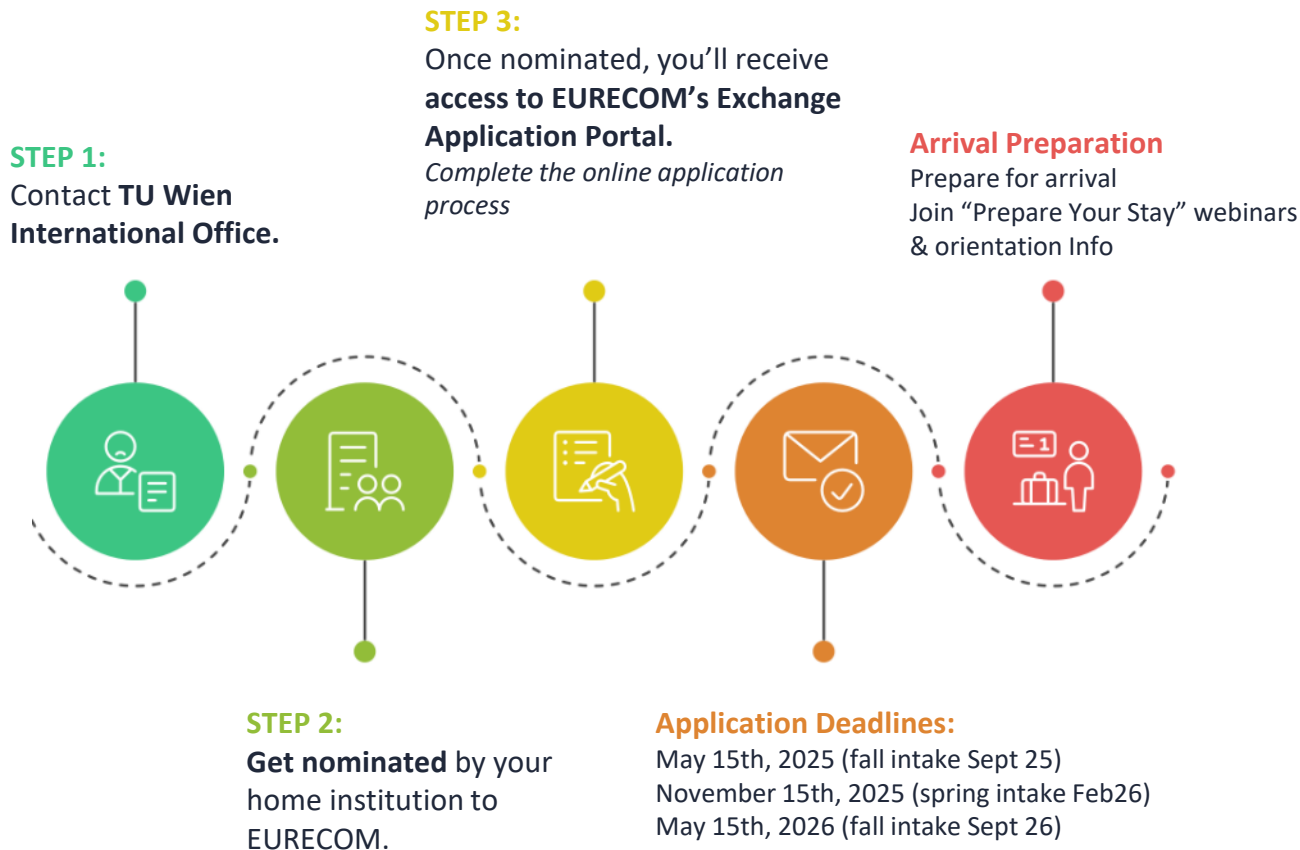 STEP 1:
Contact TU Wien
International Office.
STEP 2:
Get nominated by your
home institution to
EURECOM.
STEP 3:
Once nominated, you’ll receive
access to EURECOM’s Exchange
Application Portal.
Complete the online application
process
Application Deadlines:
May 15th, 2025 (fall intake Sept 25)
November 15th, 2025 (spring intake Feb26)
May 15th, 2026 (fall intake Sept 26)
Arrival Preparation
Prepare for arrival
Join “Prepare Your Stay” webinars
& orientation Info
1